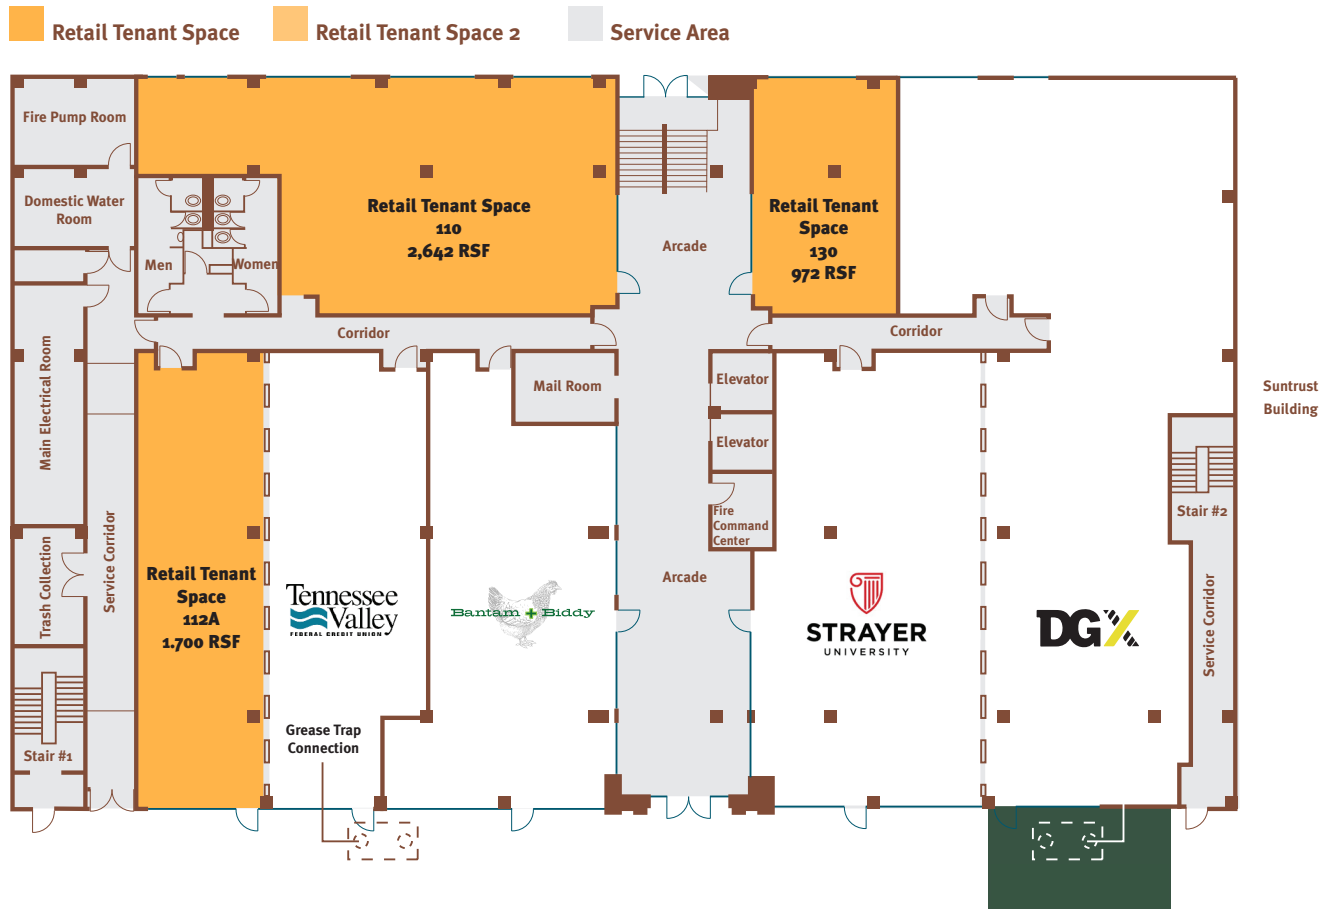 Retail Tenant Space
Retail Tenant Space 2
Service Area
Fire Pump Room
Domestic Water
Room
Men
Women
Retail Tenant Space
110
2,642 RSF
Arcade
Retail Tenant
Space
130
972 RSF
Corridor
Corridor
Main Electrical Room
Mail Room
Elevator
Elevator
Suntrust
Building
Fire
Command
Center
Stair #2
Trash Collection
Service Corridor
Retail Tenant
Space
112A
1.700 RSF
Tennessee
Valley
FEDERAL CREDIT UNION
Bantam + Biddy
Arcade
STRAYER
UNIVERSITY
DGX
Service Corridor
Grease Trap
Connection
Stair #1